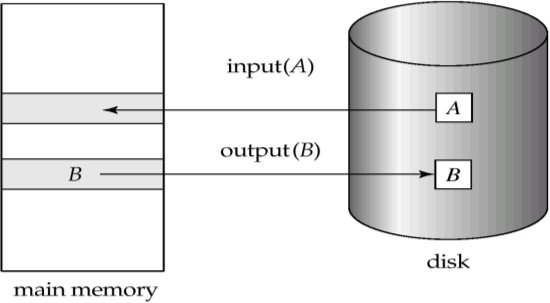 input(A)
A
output(B)
B
B
disk
main memory